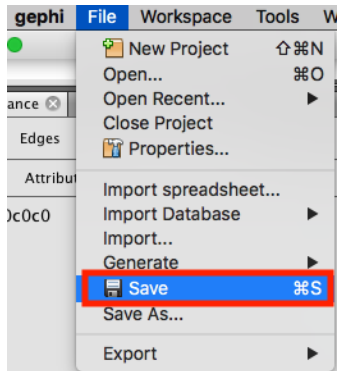 gephi File Workspace Tools W
New Project ⇧⌘N
Open... ⌘O
Open Recent... ▶
ance
Close Project
Edges
Properties...
Attribut
Import spreadsheet...
0c0c0
Import Database ▶
Import...
Generate ▶
Save ⌘S
Save As...
Export ▶